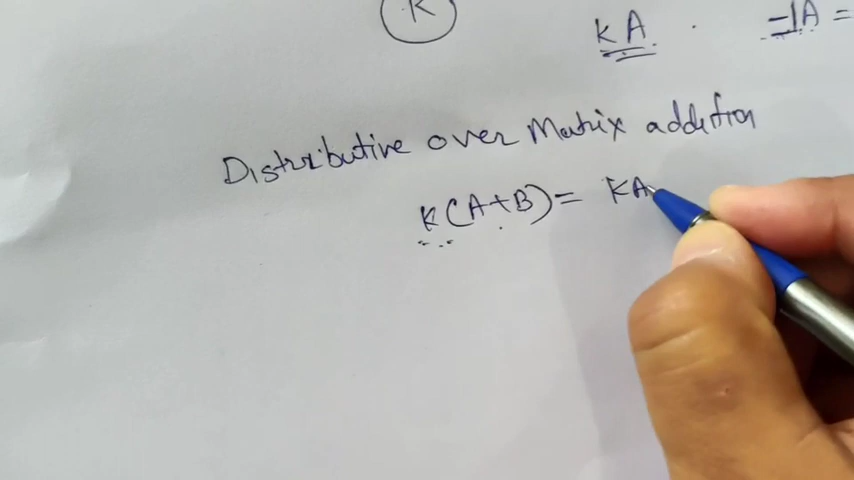 K
kA . -1A =
Distributive over Matrix addition
K(A+B)= KA